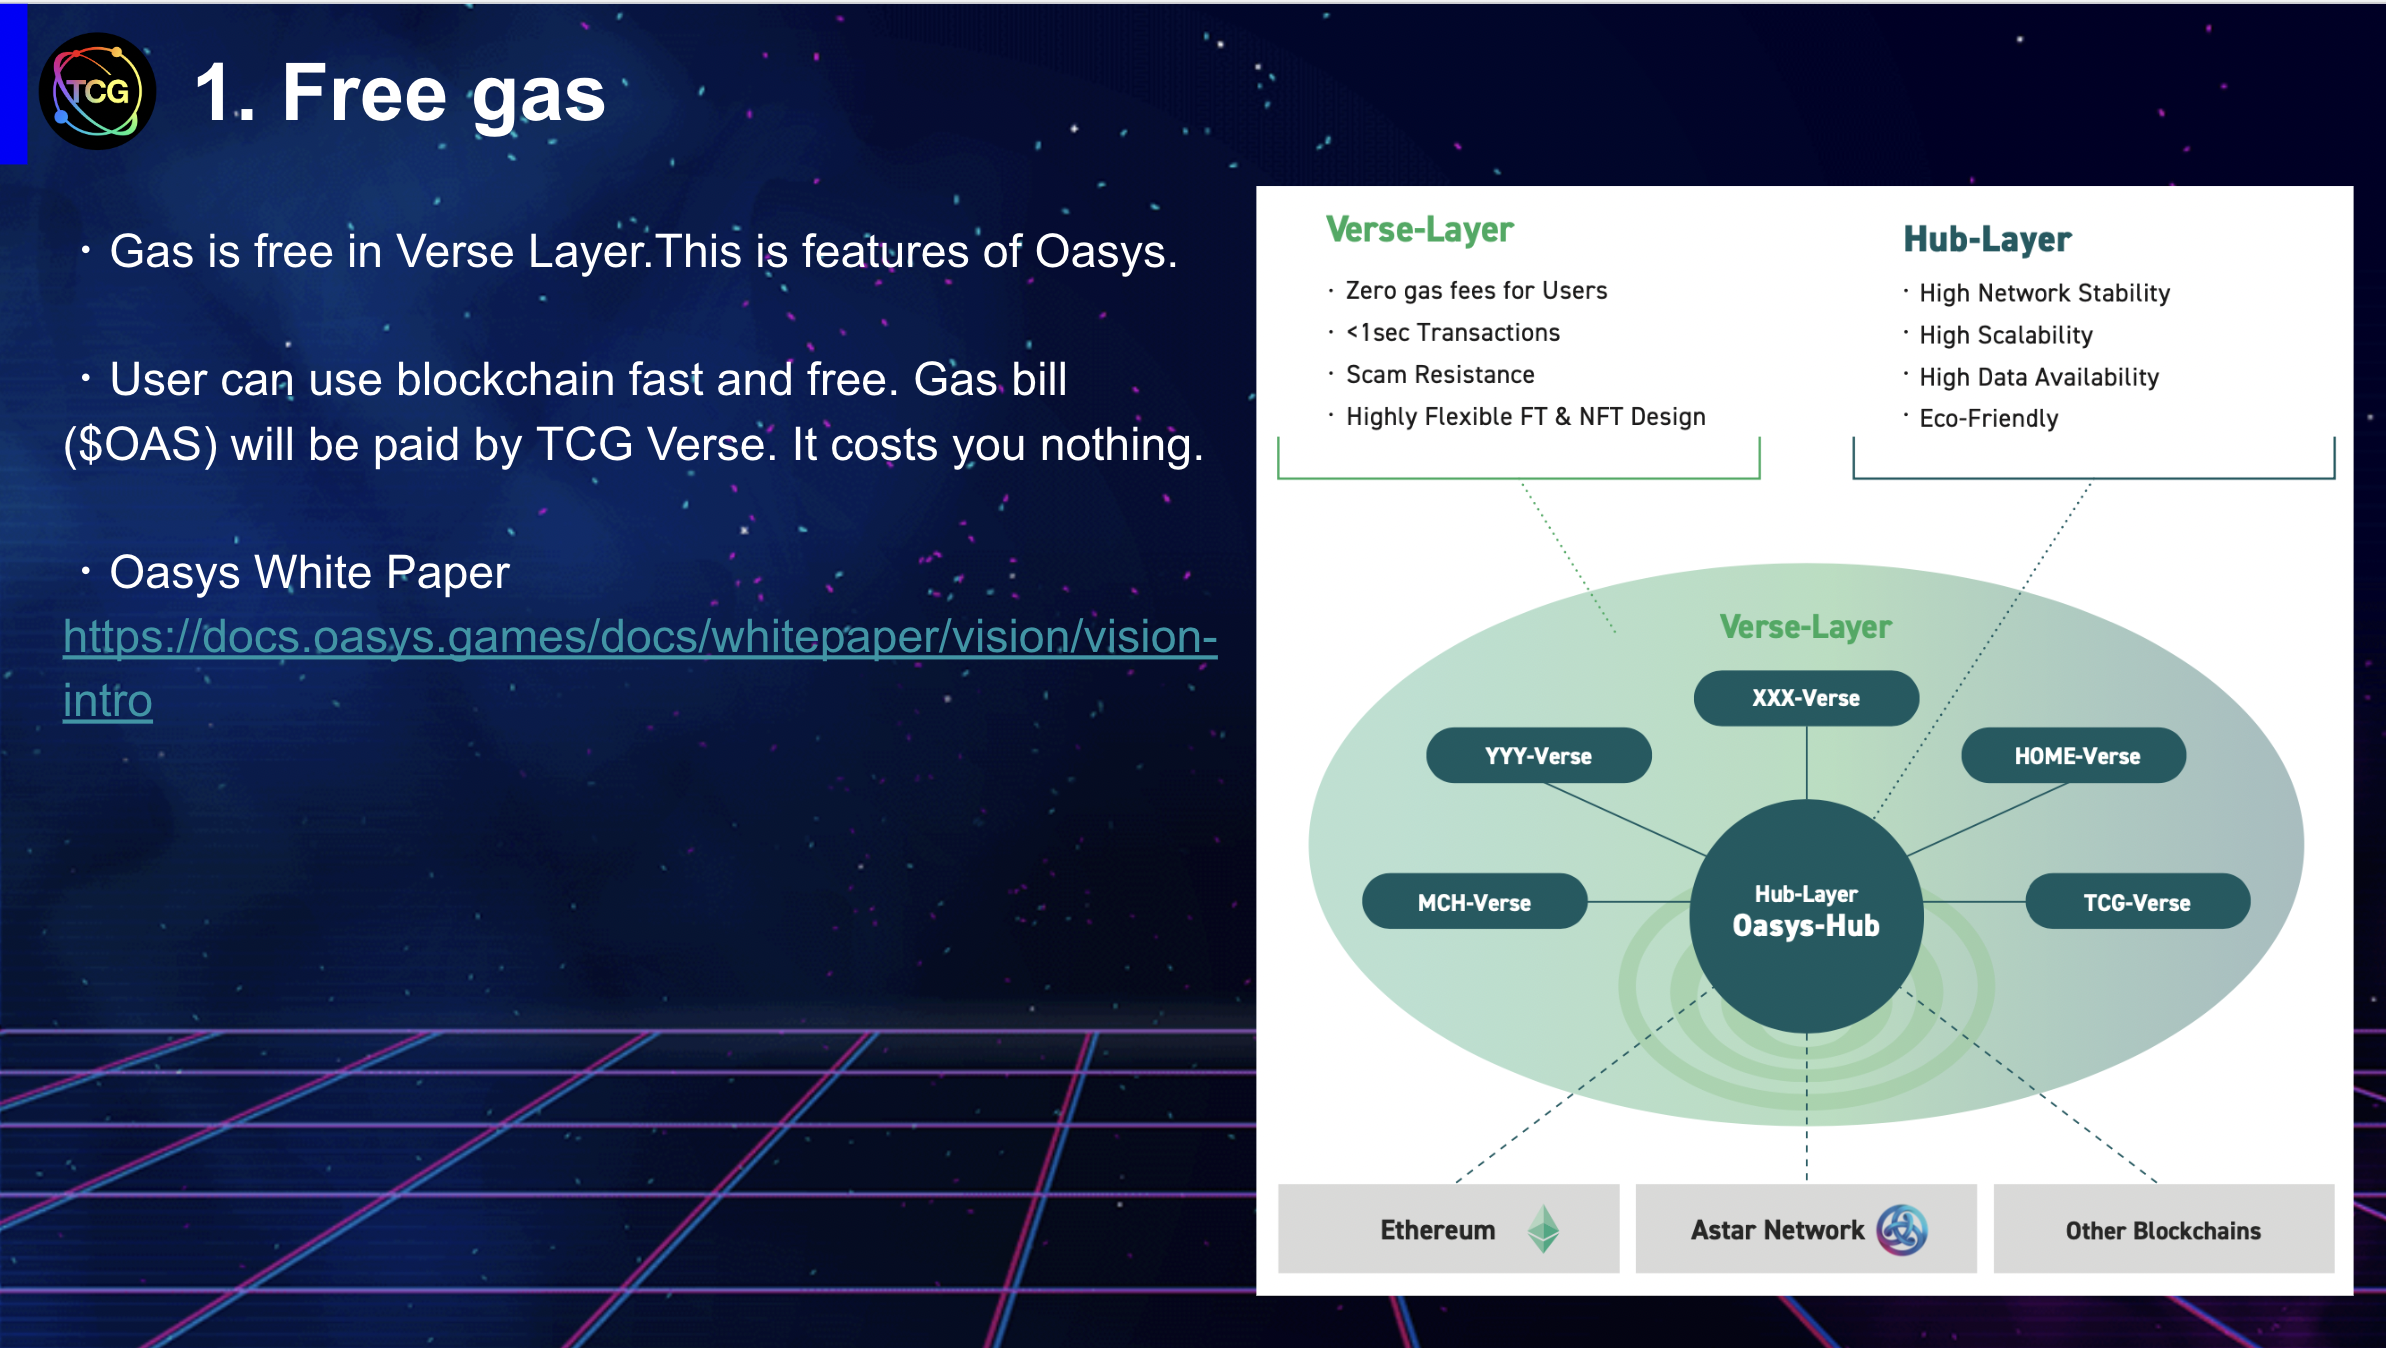 TCG
1. Free gas
・Gas is free in Verse Layer.This is features of Oasys.
・User can use blockchain fast and free. Gas bill
($OAS) will be paid by TCG Verse. It costs you nothing.
・Oasys White Paper
https://docs.oasys.games/docs/whitepaper/vision/vision-
intro
Verse-Layer
· Zero gas fees for Users
· <1sec Transactions
· Scam Resistance
· Highly Flexible FT & NFT Design
Hub-Layer
· High Network Stability
· High Scalability
· High Data Availability
· Eco-Friendly
Verse-Layer
XXX-Verse
YYY-Verse
HOME-Verse
MCH-Verse
Hub-Layer
Oasys-Hub
TCG-Verse
Ethereum
Astar Network
Other Blockchains